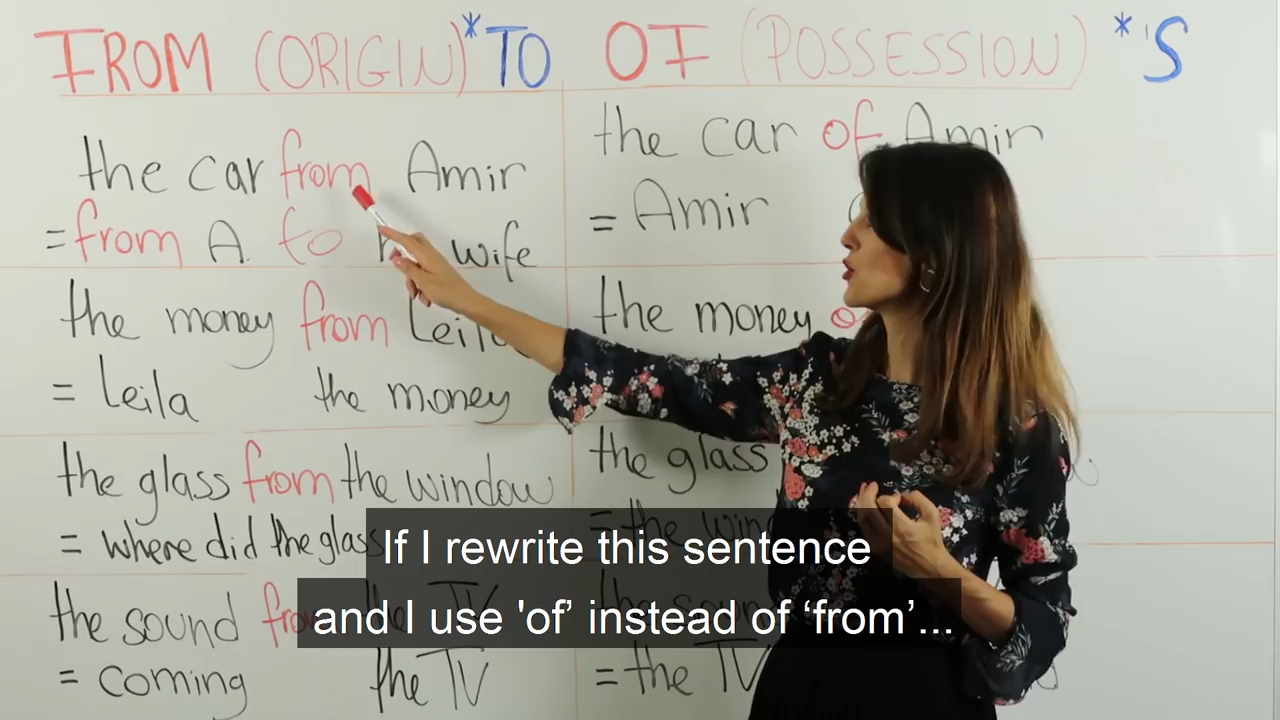 FROM (ORIGIN) *TO
the car from Amir
= from A. to wife
the money from Leila
= Leila the money
the glass from the window
= where did the glass
the sound from the TV
= coming the TV
OF (POSSESSION) *'S
the car of Amir
= Amir
the money
the glass
= the
= the TV
If I rewrite this sentence
and I use 'of’ instead of ‘from’...